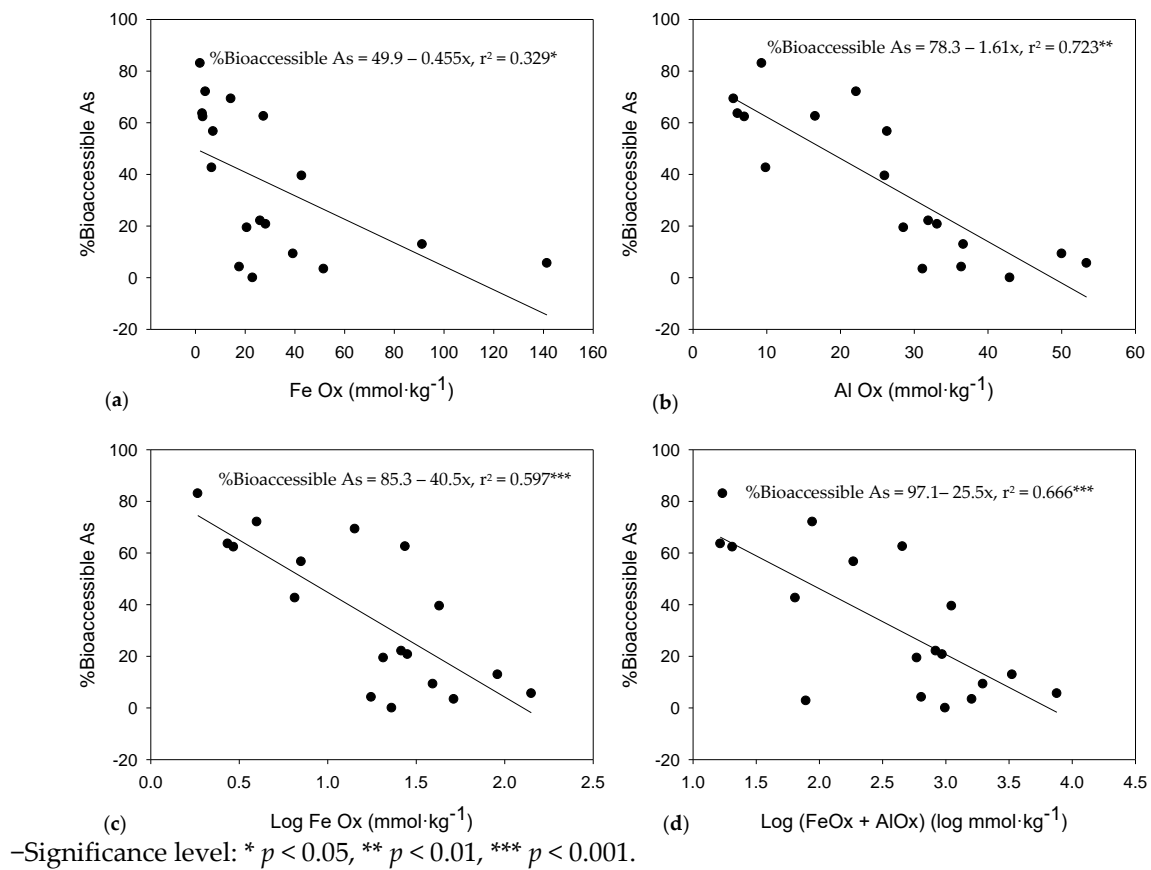 100
80
60
40
20
0
-20
%Bioaccessible As
%Bioaccessible As = 49.9 – 0.455x, r² = 0.329*
0 20 40 60 80 100 120 140 160
Fe Ox (mmol·kg⁻¹)
(a)
100
80
60
40
20
0
-20
%Bioaccessible As
%Bioaccessible As = 78.3 – 1.61x, r² = 0.723**
0 10 20 30 40 50 60
Al Ox (mmol·kg⁻¹)
(b)
100
80
60
40
20
0
-20
%Bioaccessible As
%Bioaccessible As = 85.3 – 40.5x, r² = 0.597***
0.0 0.5 1.0 1.5 2.0 2.5
(c) Log Fe Ox (mmol·kg⁻¹)
100
80
60
40
20
0
-20
%Bioaccessible As
%Bioaccessible As = 97.1– 25.5x, r² = 0.666***
1.0 1.5 2.0 2.5 3.0 3.5 4.0 4.5
(d) Log (FeOx + AlOx) (log mmol·kg⁻¹)
−Significance level: * p < 0.05, ** p < 0.01, *** p < 0.001.